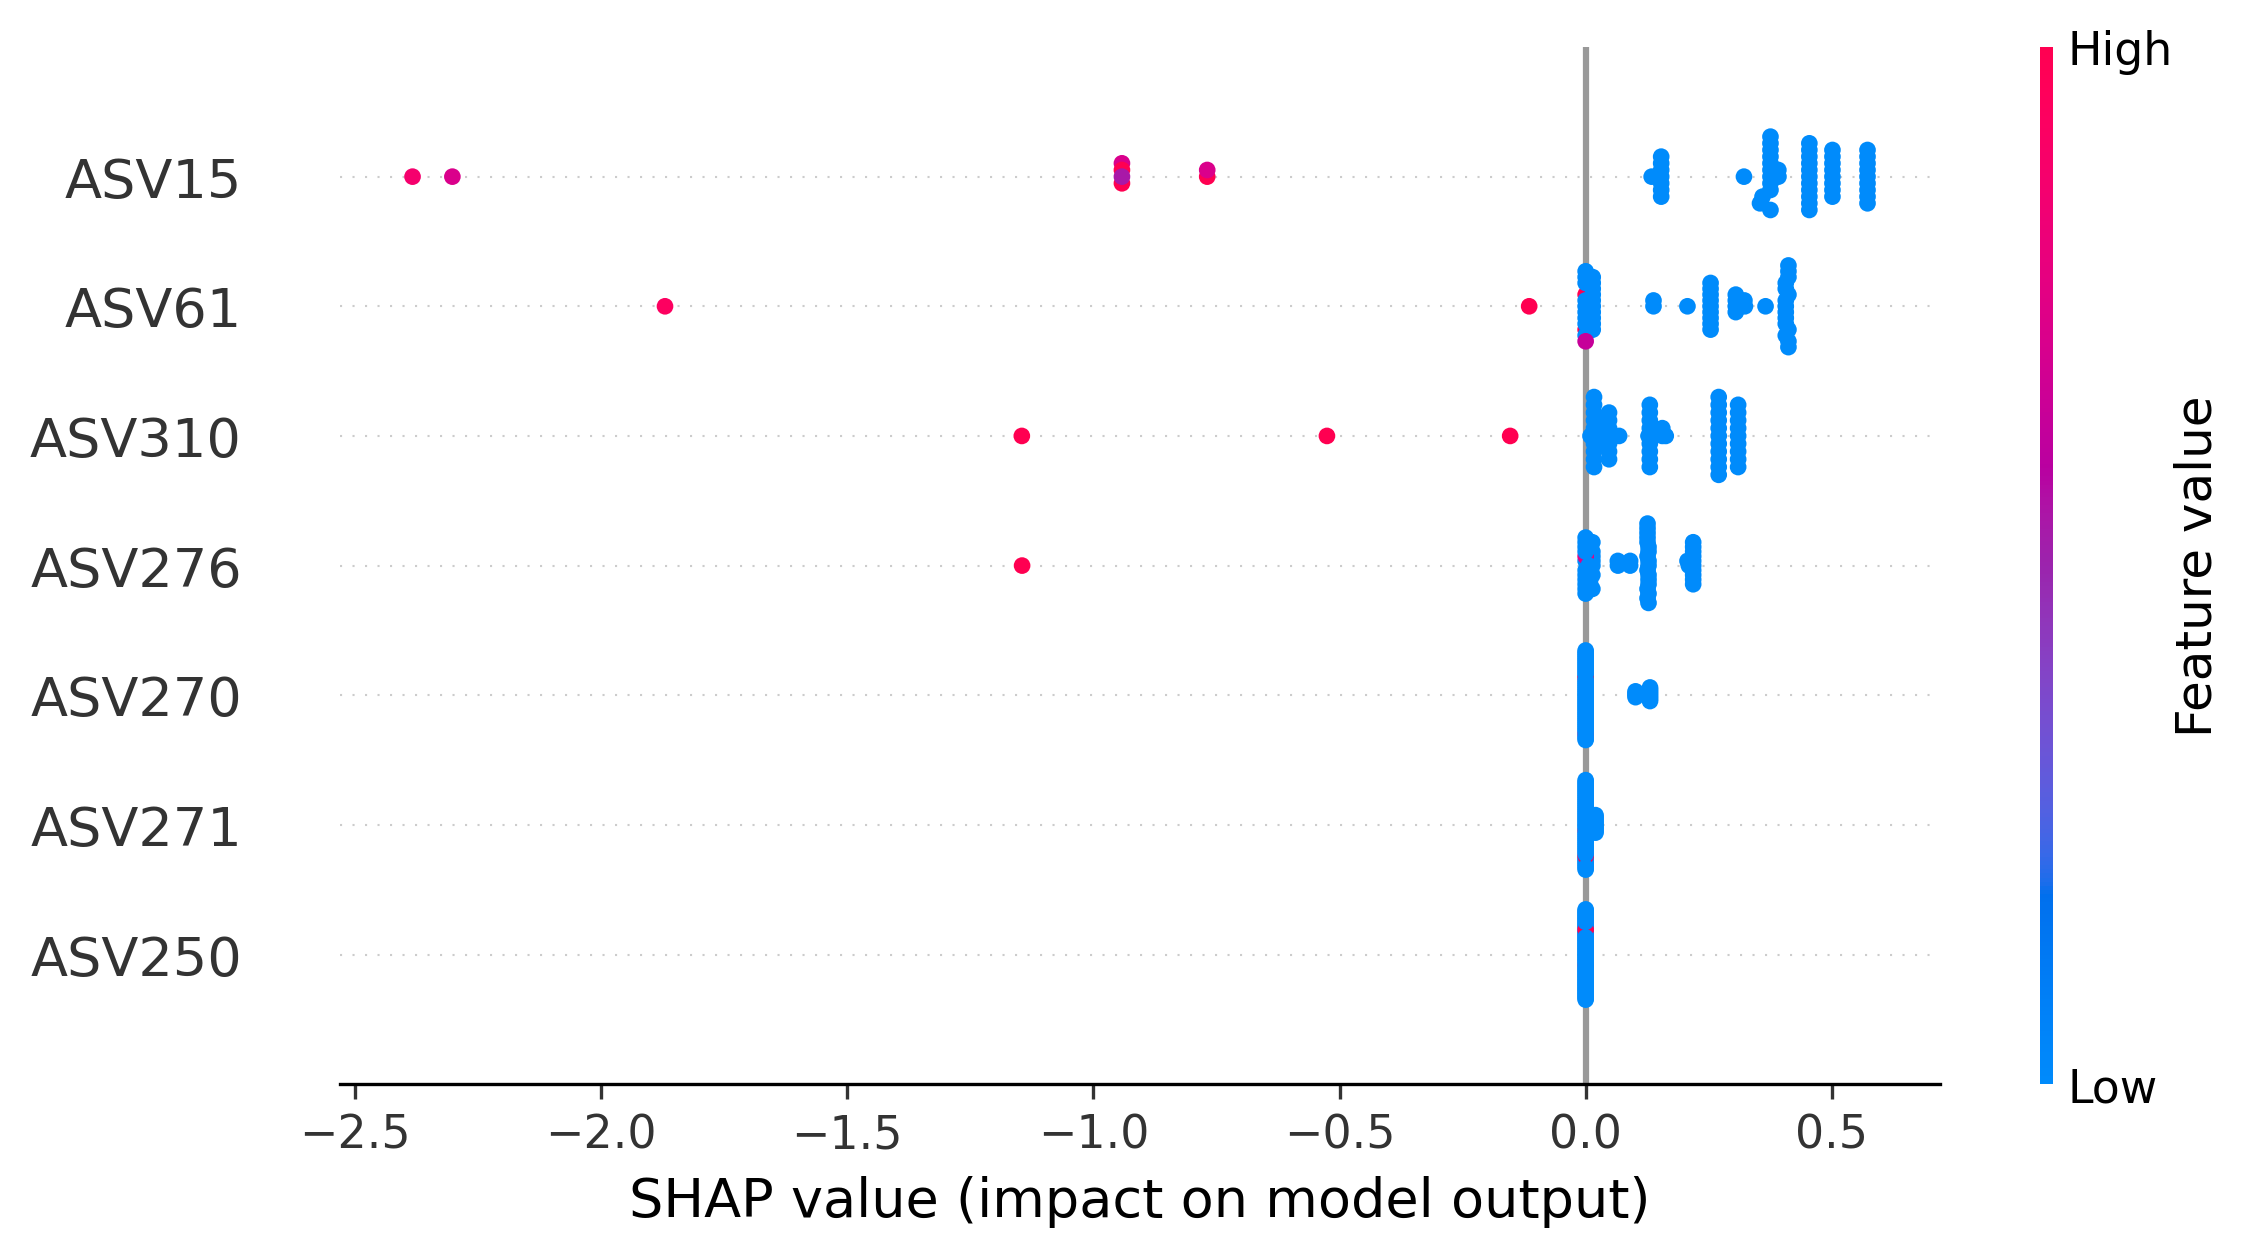 High
ASV15
ASV61
ASV310
ASV276
ASV270
ASV271
ASV250
Feature value
Low
−2.5 −2.0 −1.5 −1.0 −0.5 0.0 0.5
SHAP value (impact on model output)